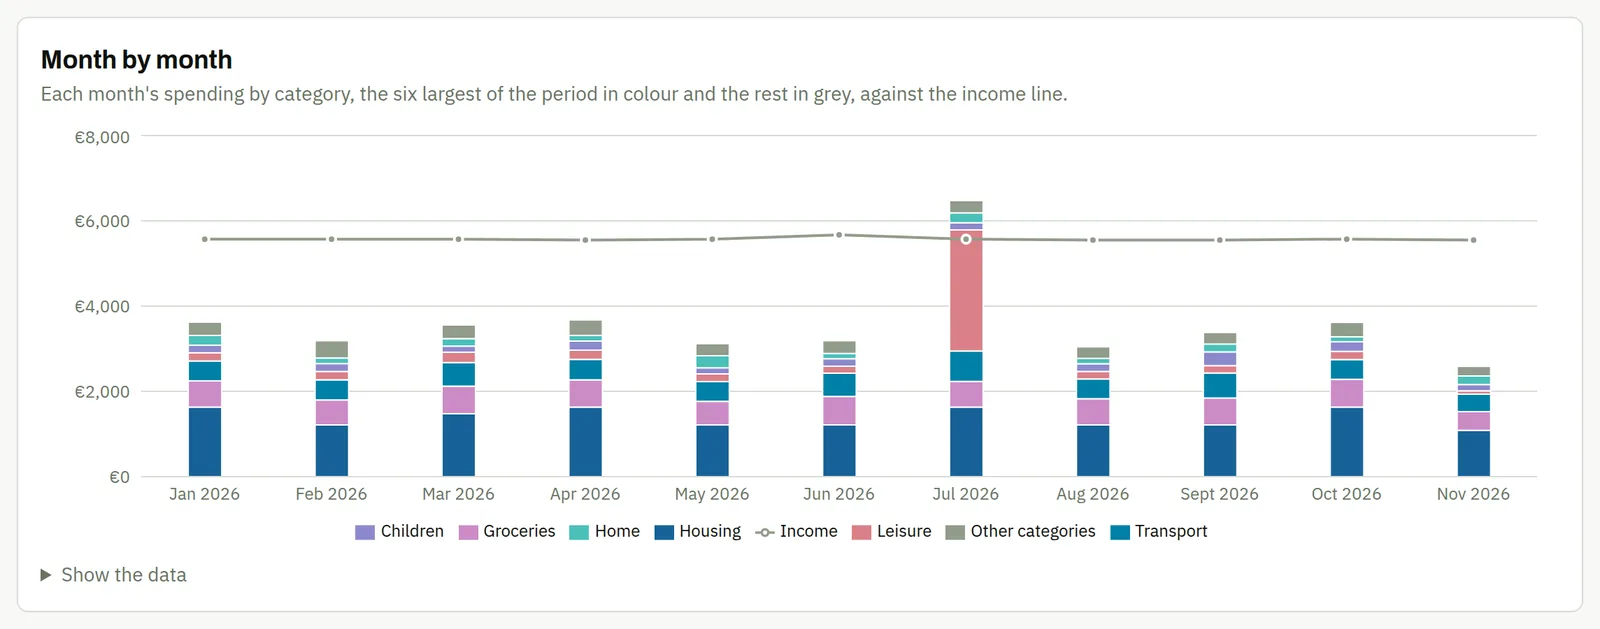 Month by month
Each month's spending by category, the six largest of the period in colour and the rest in grey, against the income line.
€8,000
€6,000
€4,000
€2,000
€0
Jan 2026 Feb 2026 Mar 2026 Apr 2026 May 2026 Jun 2026 Jul 2026 Aug 2026 Sept 2026 Oct 2026 Nov 2026
Children Groceries Home Housing Income Leisure Other categories Transport
Show the data